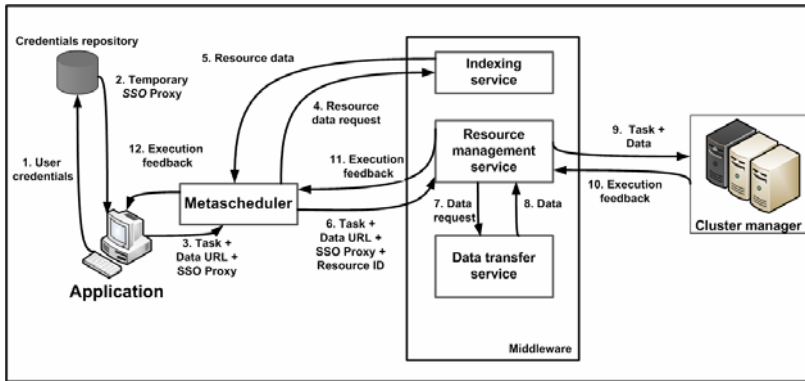 Credentials repository
2. Temporary
SSO Proxy
1. User
credentials
12. Execution
feedback
Application
3. Task +
Data URL +
SSO Proxy
Metascheduler
5. Resource data
4. Resource
data request
11. Execution
feedback
6. Task +
Data URL +
SSO Proxy +
Resource ID
Indexing
service
Resource
management
service
7. Data
request
8. Data
Data transfer
service
Middleware
9. Task +
Data
10. Execution
feedback
Cluster manager